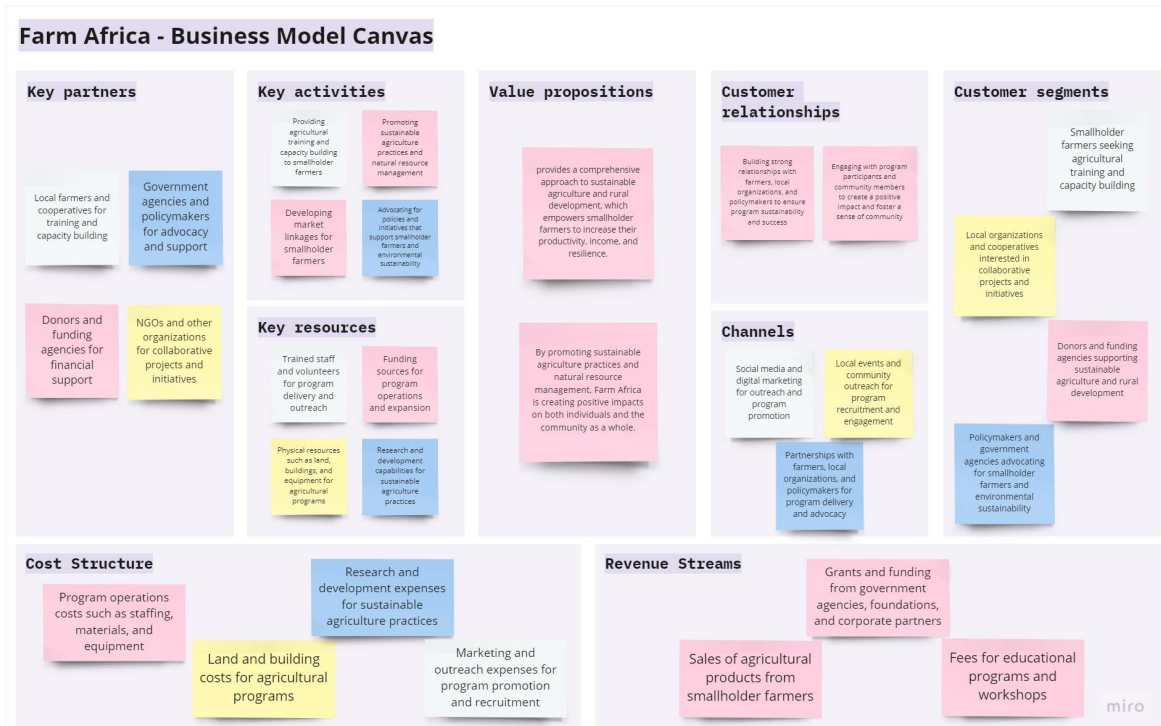 Farm Africa - Business Model Canvas
Key partners
Local farmers and
cooperatives for
training and
capacity building
Government
agencies and
policymakers
for advocacy
and support
Donors and
funding
agencies for
financial
support
NGOs and other
organizations
for collaborative
projects and
initiatives
Key activities
Providing
agricultural
training and
capacity building
to smallholder
farmers
Promoting
sustainable
agriculture
practices and
natural resource
management
Developing
market
linkages for
smallholder
farmers
Advocating for
policies and
initiatives that
support smallholder
farmers and
environmental
sustainability
Key resources
Trained staff
and volunteers
for program
delivery and
outreach
Funding
sources for
program
operations
and expansion
Physical resources
such as land,
buildings, and
equipment for
agricultural
programs
Research and
development
capabilities for
sustainable
agriculture
practices
Value propositions
provides a comprehensive
approach to sustainable
agriculture and rural
development, which
empowers smallholder
farmers to increase their
productivity, income, and
resilience.
By promoting sustainable
agriculture practices and
natural resource
management, Farm Africa
is creating positive impacts
on both individuals and the
community as a whole.
Customer
relationships
Building strong
relationships with
farmers, local
organizations, and
policymakers to ensure
program sustainability
and success
Engaging with program
participants and
community members
to create a positive
impact and foster a
sense of community
Channels
Social media and
digital marketing
for outreach and
program
promotion
Local events and
community
outreach for
program
recruitment and
engagement
Partnerships with
farmers, local
organizations, and
policymakers for
program delivery
and advocacy
Customer segments
Smallholder
farmers seeking
agricultural
training and
capacity building
Local organizations
and cooperatives
interested in
collaborative
projects and
initiatives
Donors and funding
agencies supporting
sustainable
agriculture and rural
development
Policymakers and
government
agencies advocating
for smallholder
farmers and
environmental
sustainability
Cost Structure
Program operations
costs such as staffing,
materials, and
equipment
Land and building
costs for agricultural
programs
Research and
development expenses
for sustainable
agriculture practices
Marketing and
outreach expenses for
program promotion
and recruitment
Revenue Streams
Sales of agricultural
products from
smallholder farmers
Grants and funding
from government
agencies, foundations,
and corporate partners
Fees for educational
programs and
workshops
miro